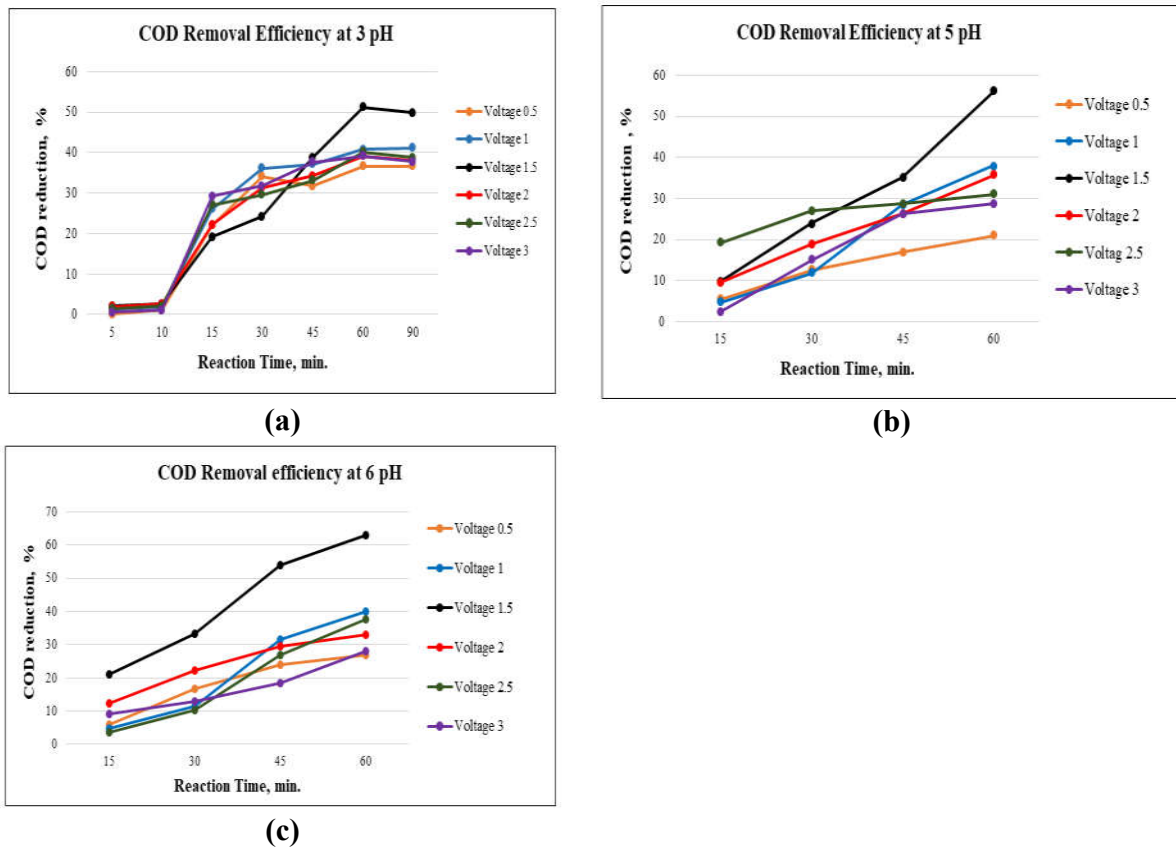 COD Removal Efficiency at 3 pH
COD reduction, %
60
50
40
30
20
10
0
5 10 15 30 45 60 90
Reaction Time, min.
Voltage 0.5
Voltage 1
Voltage 1.5
Voltage 2
Voltage 2.5
Voltage 3
(a)
COD Removal Efficiency at 5 pH
COD reduction , %
60
50
40
30
20
10
0
15 30 45 60
Reaction Time, min.
Voltage 0.5
Voltage 1
Voltage 1.5
Voltage 2
Voltag 2.5
Voltage 3
(b)
COD Removal efficiency at 6 pH
COD reduction, %
70
60
50
40
30
20
10
0
15 30 45 60
Reaction Time, min.
Voltage 0.5
Voltage 1
Voltage 1.5
Voltage 2
Voltage 2.5
Voltage 3
(c)